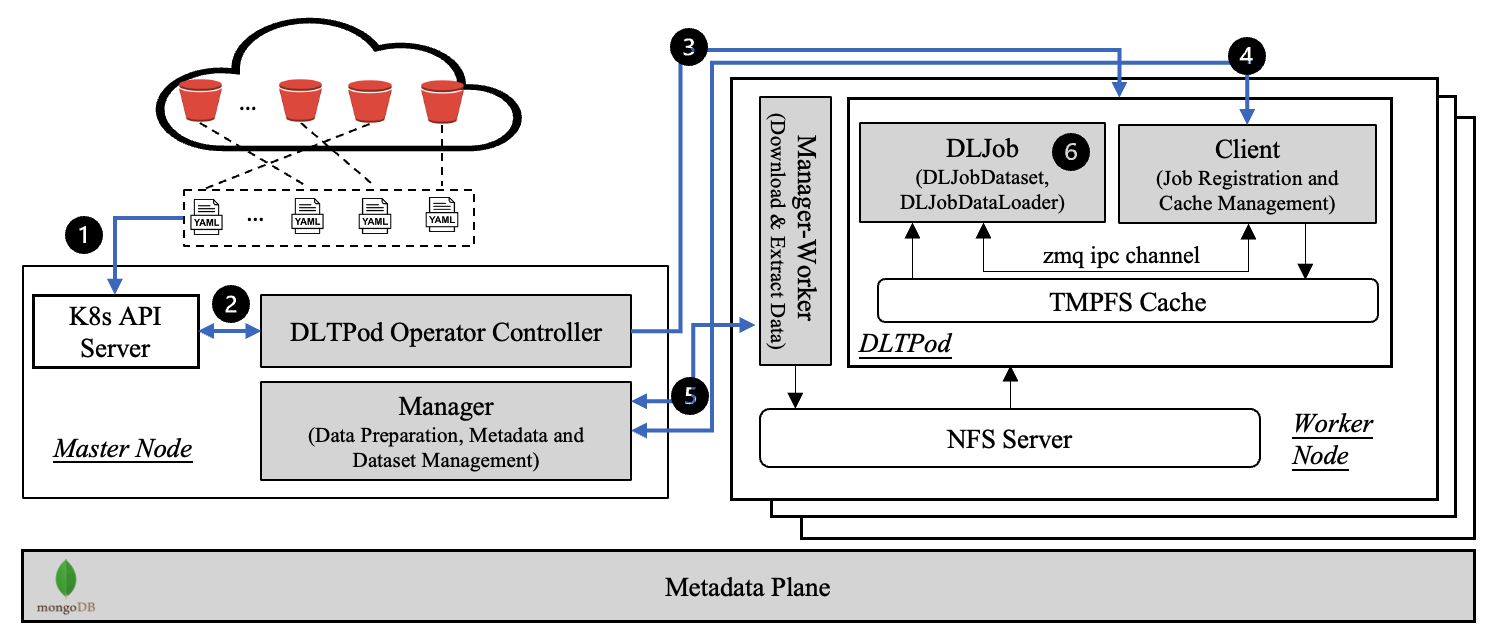 ...
YAML
...
YAML
YAML
YAML
1
K8s API
Server
2
DLTPod Operator Controller
Manager
(Data Preparation, Metadata and
Dataset Management)
Master Node
3
4
5
Manager-Worker
(Download & Extract Data)
DLJob
(DLJobDataset,
DLJobDataLoader)
6
Client
(Job Registration and
Cache Management)
zmq ipc channel
TMPFS Cache
DLTPod
NFS Server
Worker
Node
mongoDB
Metadata Plane